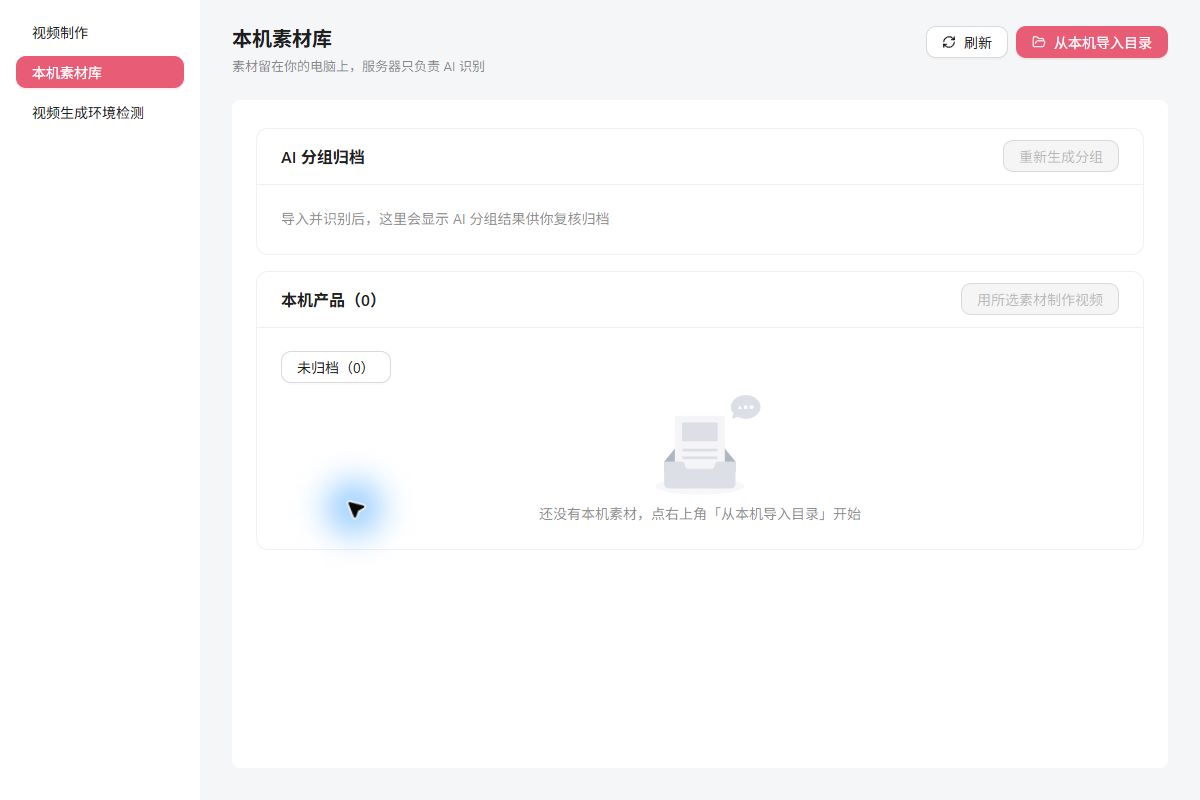 视频制作
本机素材库
视频生成环境检测
本机素材库
素材留在你的电脑上，服务器只负责 AI 识别
刷新
从本机导入目录
AI 分组归档
重新生成分组
导入并识别后，这里会显示 AI 分组结果供你复核归档
本机产品（0）
用所选素材制作视频
未归档（0）
还没有本机素材，点右上角「从本机导入目录」开始